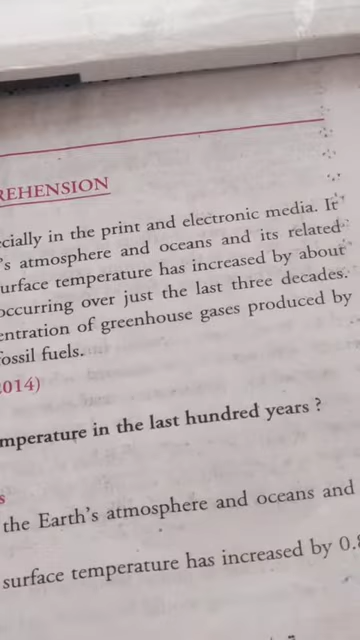 REHENSION
cially in the print and electronic media. It
's atmosphere and oceans and its related
urface temperature has increased by about
occurring over just the last three decades.
entration of greenhouse gases produced by
fossil fuels.
2014)
mperature in the last hundred years ?
s
the Earth's atmosphere and oceans and
surface temperature has increased by 0.8